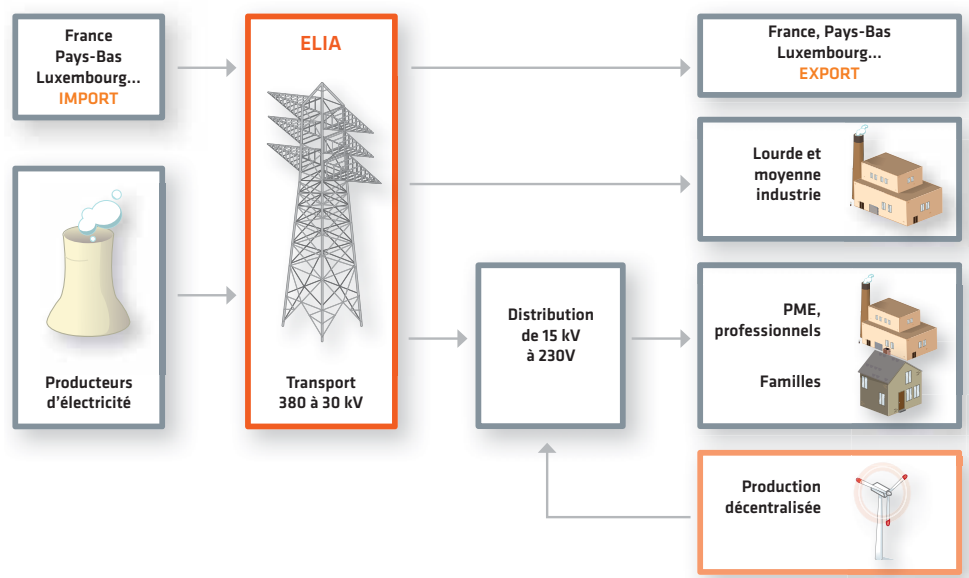 France
Pays-Bas
Luxembourg...
IMPORT
Producteurs
d'électricité
ELIA
Transport
380 à 30 kV
Distribution
de 15 kV
à 230V
France, Pays-Bas
Luxembourg...
EXPORT
Lourde et
moyenne
industrie
PME,
professionnels
Familles
Production
décentralisée